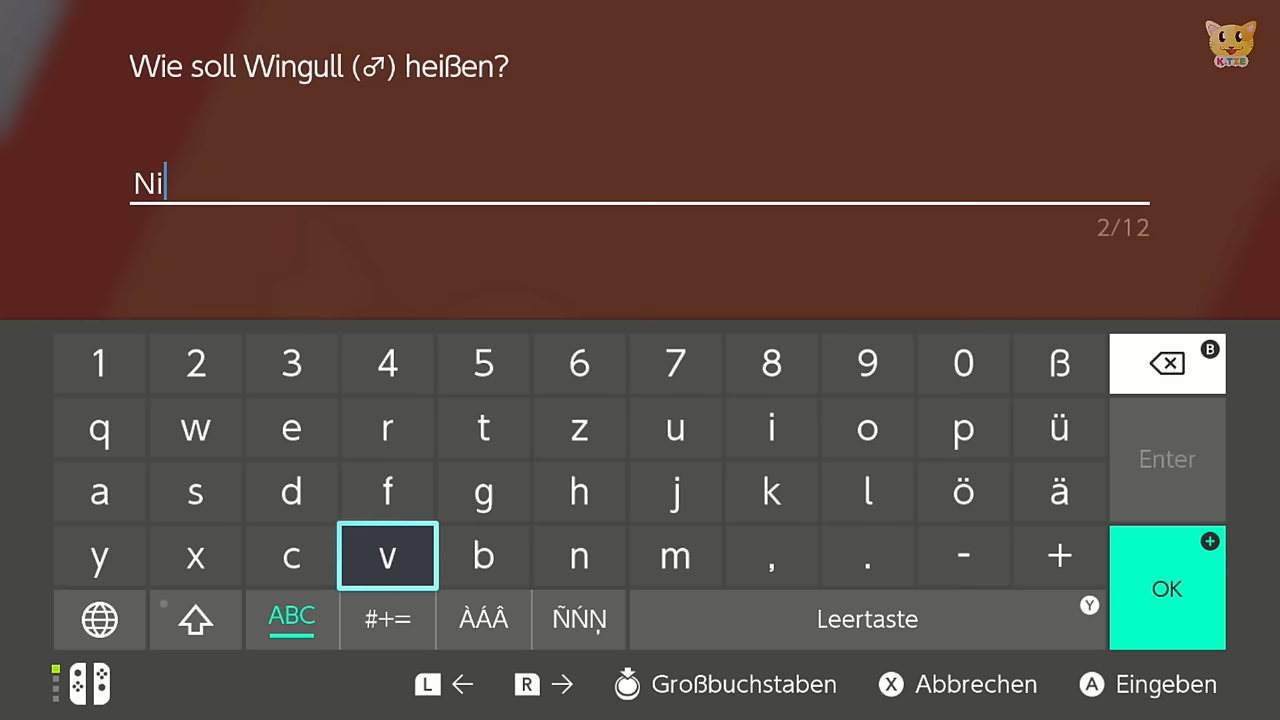 Wie soll Wingull (♂) heißen?
K-TZB
Ni
2/12
1 2 3 4 5 6 7 8 9 0 ß B
q w e r t z u i o p ü
Enter
a s d f g h j k l ö ä
y x c v b n m , . - + +
OK
ABC #+= ÀÁÂ ÑŃŅ Leertaste Y
L ← R → Großbuchstaben X Abbrechen A Eingeben